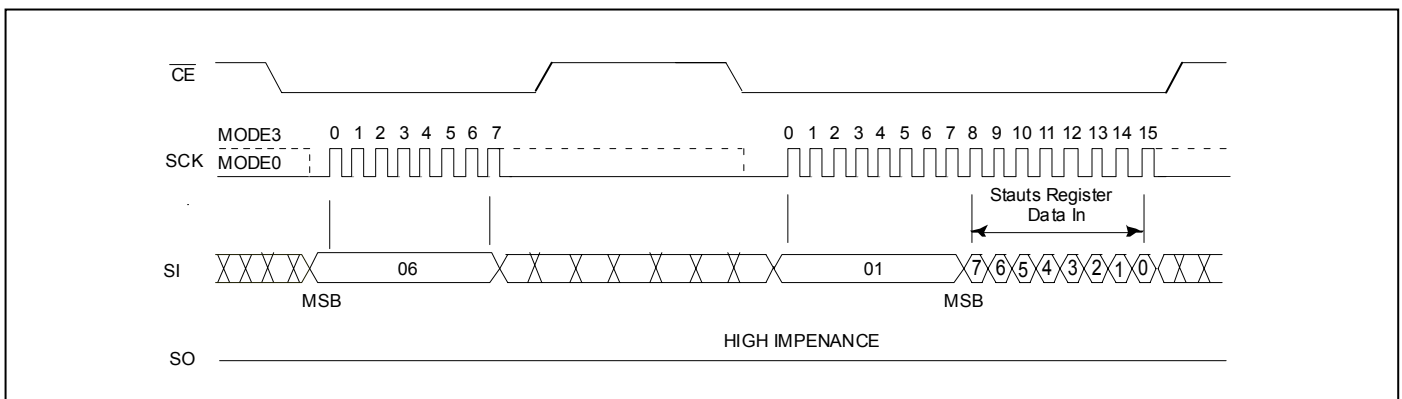 CE
MODE3 0 1 2 3 4 5 6 7 0 1 2 3 4 5 6 7 8 9 10 11 12 13 14 15
SCK MODE0
Stauts Register
Data In
SI 06 01 7 6 5 4 3 2 1 0
MSB MSB
HIGH IMPENANCE
SO